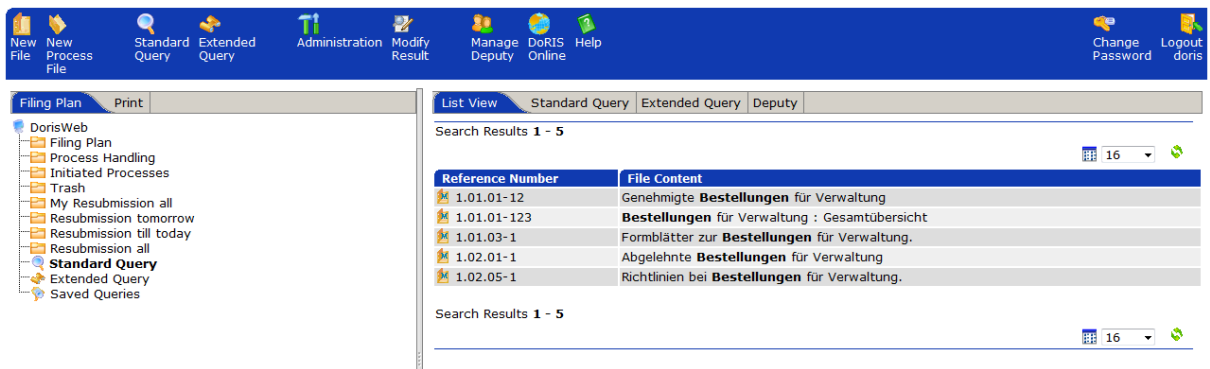 New File
New Process File
Standard Query
Extended Query
Administration
Modify Result
Manage Deputy
DoRIS Online
Help
Change Password
Logout doris
Filing Plan
Print
DorisWeb
Filing Plan
Process Handling
Initiated Processes
Trash
My Resubmission all
Resubmission tomorrow
Resubmission till today
Resubmission all
Standard Query
Extended Query
Saved Queries
List View
Standard Query
Extended Query
Deputy
Search Results 1 - 5
16
Reference Number File Content
1.01.01-12 Genehmigte Bestellungen für Verwaltung
1.01.01-123 Bestellungen für Verwaltung : Gesamtübersicht
1.01.03-1 Formblätter zur Bestellungen für Verwaltung.
1.02.01-1 Abgelehnte Bestellungen für Verwaltung
1.02.05-1 Richtlinien bei Bestellungen für Verwaltung.
Search Results 1 - 5
16